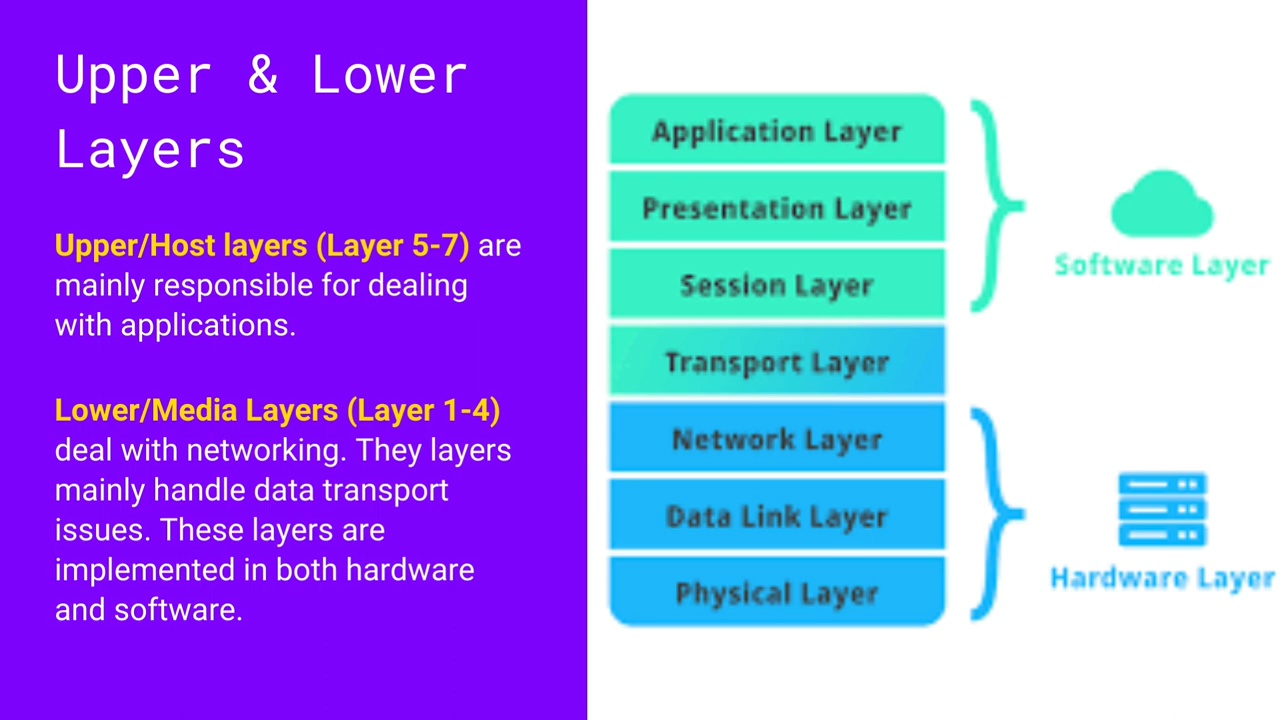 Upper & Lower
Layers
Upper/Host layers (Layer 5-7) are
mainly responsible for dealing
with applications.
Lower/Media Layers (Layer 1-4)
deal with networking. They layers
mainly handle data transport
issues. These layers are
implemented in both hardware
and software.
Application Layer
Presentation Layer
Session Layer
Transport Layer
Network Layer
Data Link Layer
Physical Layer
Software Layer
Hardware Layer